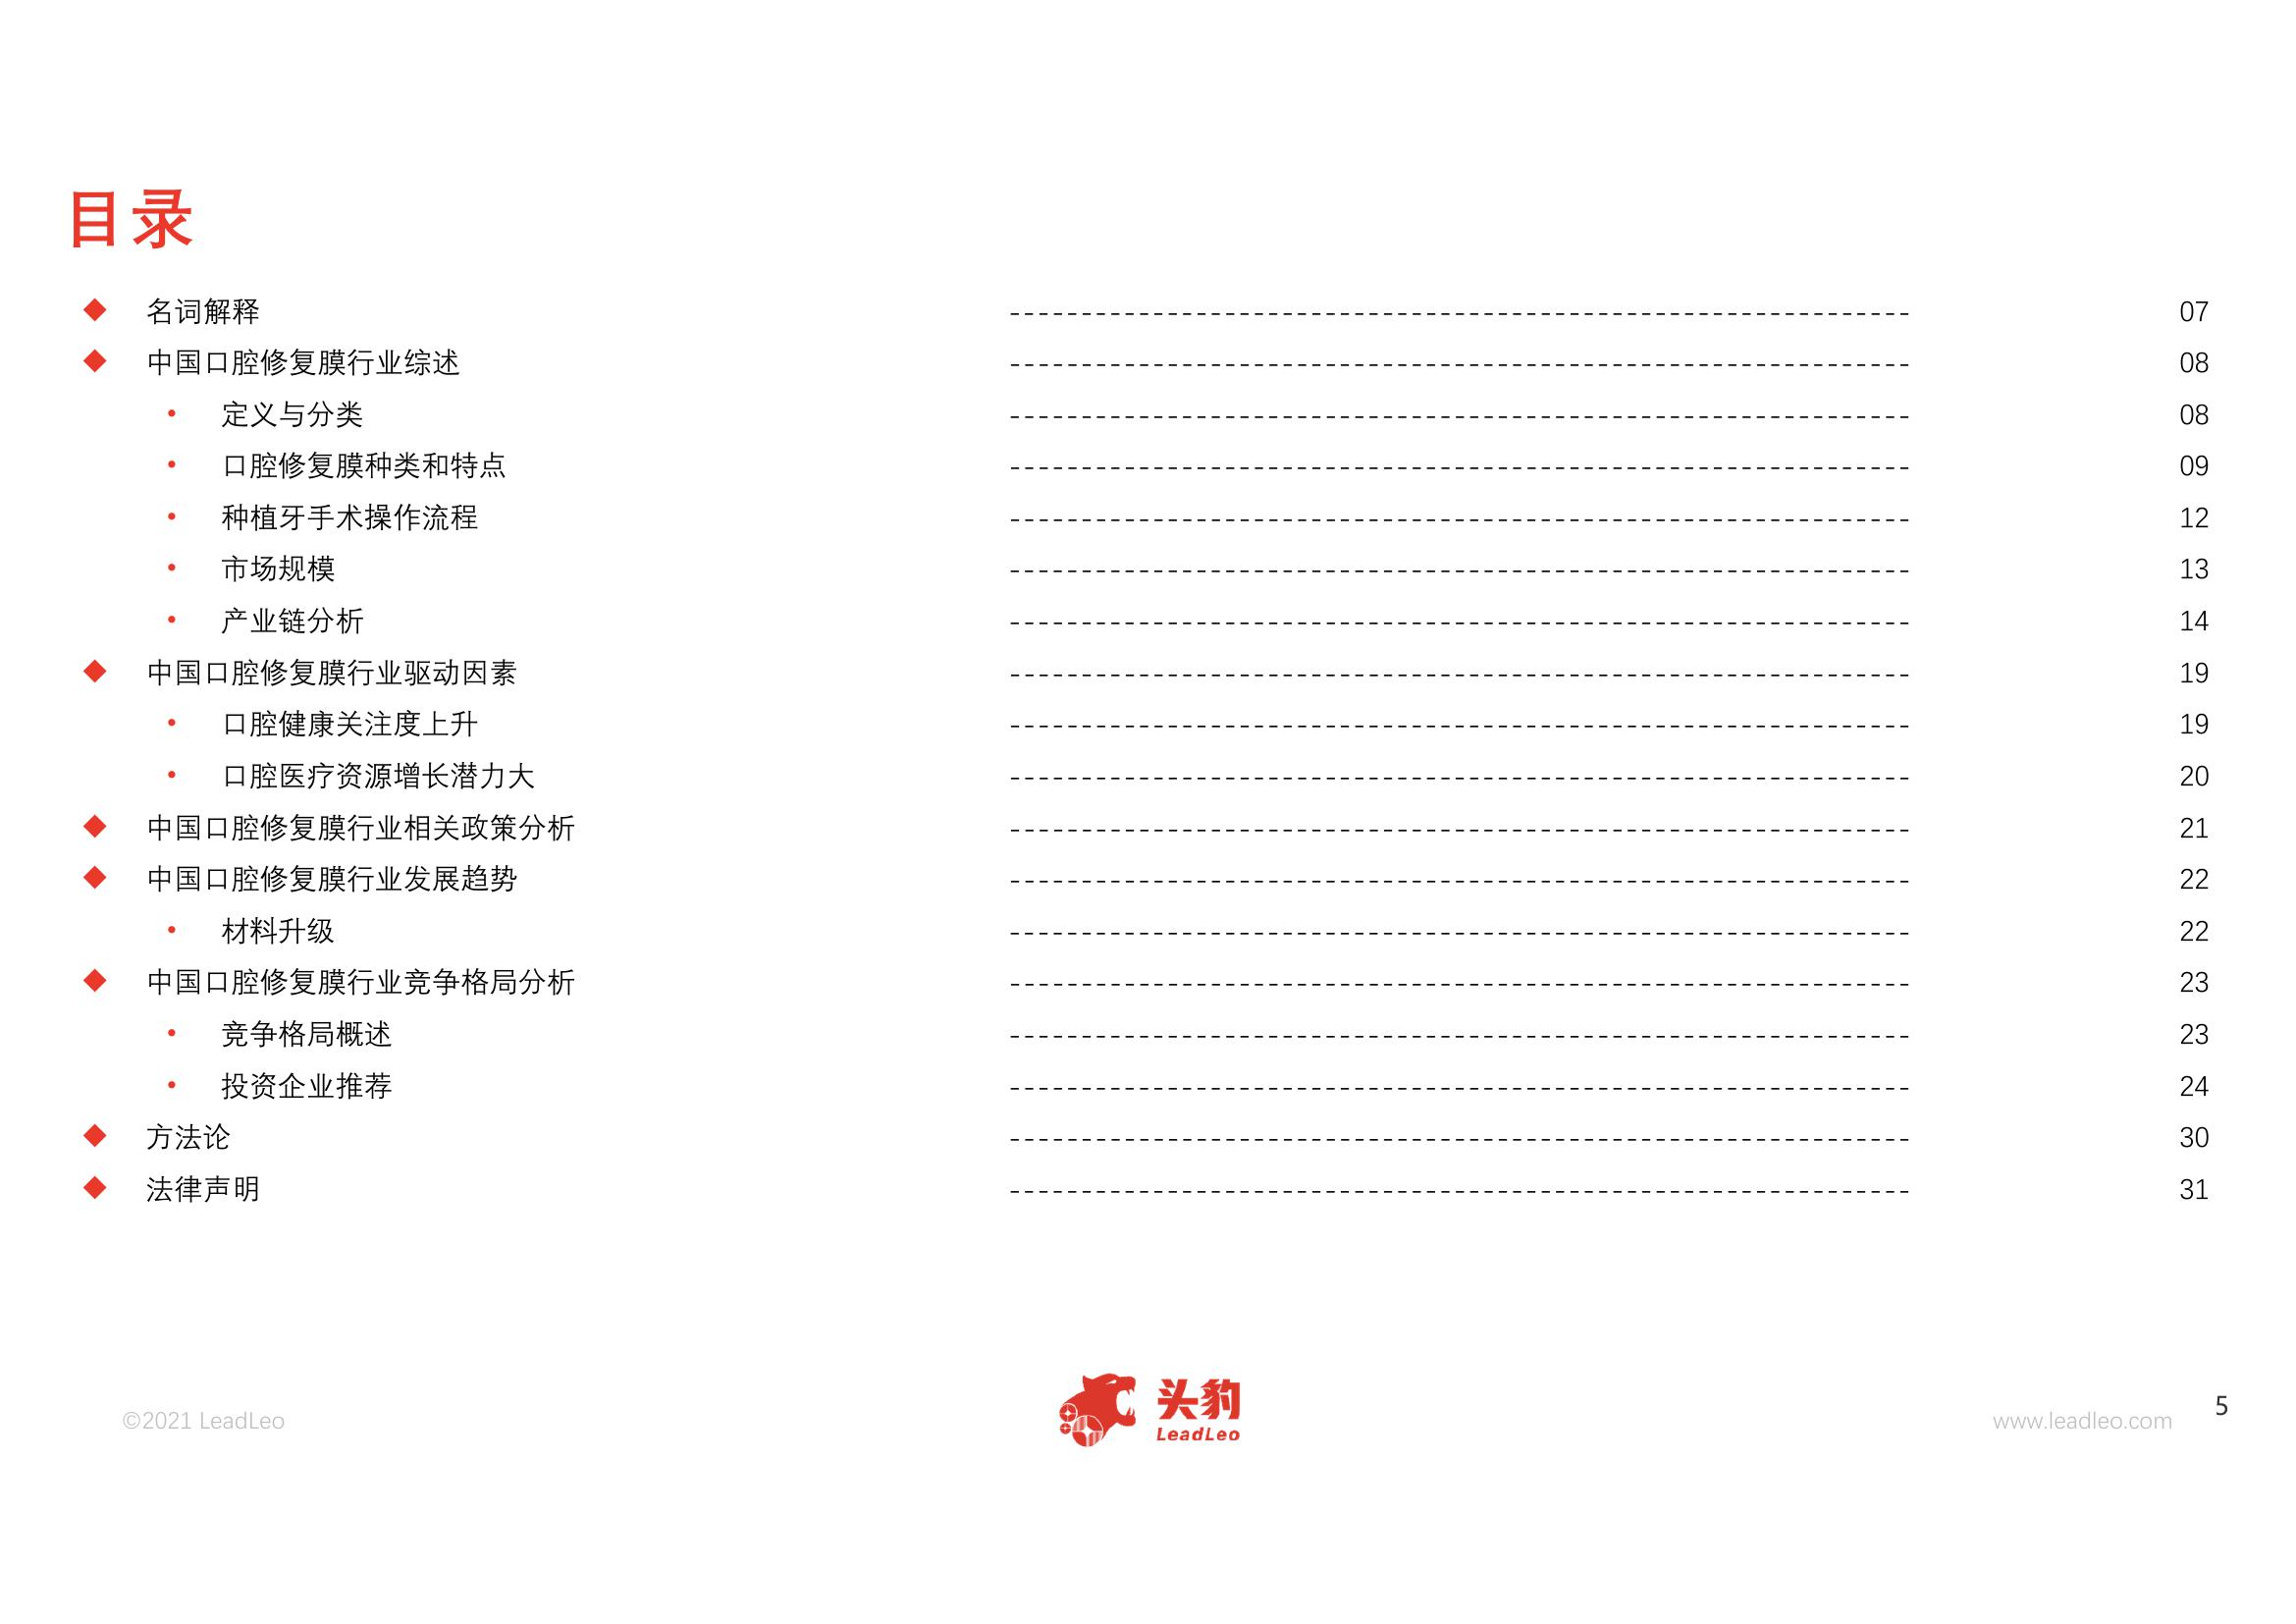 目录
◆ 名词解释 ---------------------------------------------------------------- 07
◆ 中国口腔修复膜行业综述 ---------------------------------------------------------------- 08
• 定义与分类 ---------------------------------------------------------------- 08
• 口腔修复膜种类和特点 ---------------------------------------------------------------- 09
• 种植牙手术操作流程 ---------------------------------------------------------------- 12
• 市场规模 ---------------------------------------------------------------- 13
• 产业链分析 ---------------------------------------------------------------- 14
◆ 中国口腔修复膜行业驱动因素 ---------------------------------------------------------------- 19
• 口腔健康关注度上升 ---------------------------------------------------------------- 19
• 口腔医疗资源增长潜力大 ---------------------------------------------------------------- 20
◆ 中国口腔修复膜行业相关政策分析 ---------------------------------------------------------------- 21
◆ 中国口腔修复膜行业发展趋势 ---------------------------------------------------------------- 22
• 材料升级 ---------------------------------------------------------------- 22
◆ 中国口腔修复膜行业竞争格局分析 ---------------------------------------------------------------- 23
• 竞争格局概述 ---------------------------------------------------------------- 23
• 投资企业推荐 ---------------------------------------------------------------- 24
◆ 方法论 ---------------------------------------------------------------- 30
◆ 法律声明 ---------------------------------------------------------------- 31
©2021 LeadLeo
头豹
LeadLeo
www.leadleo.com
5